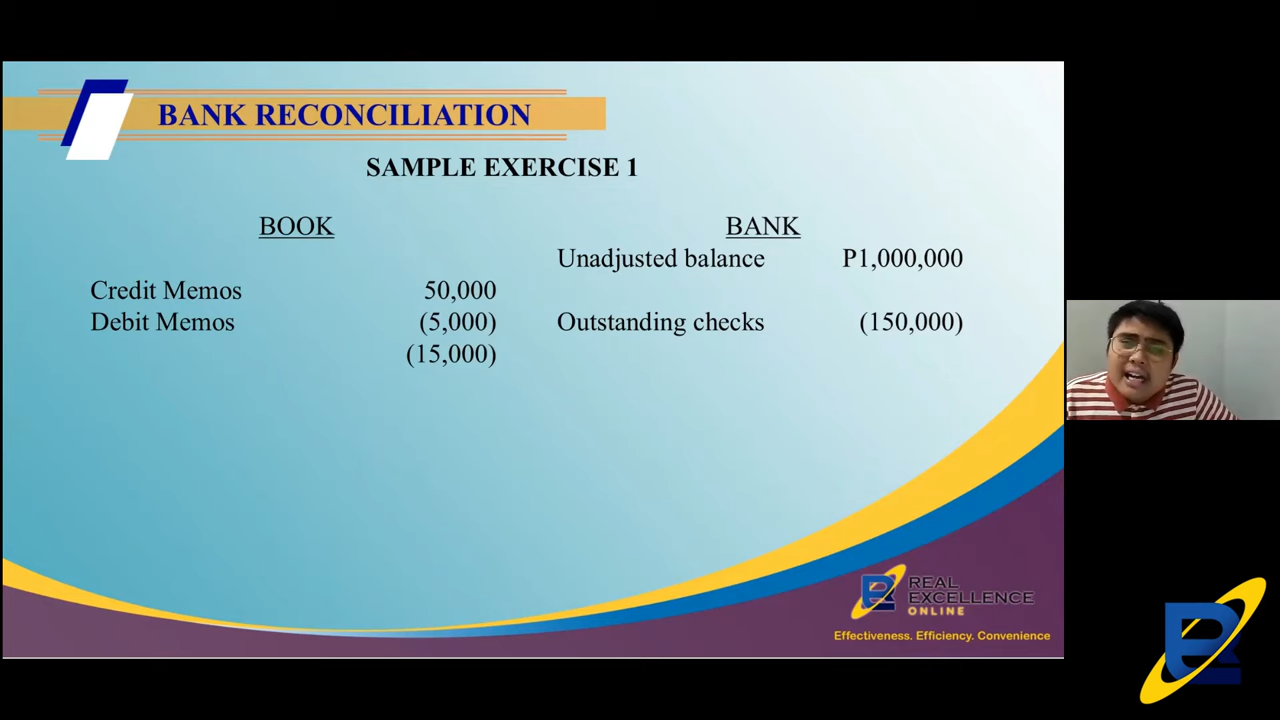 BANK RECONCILIATION
SAMPLE EXERCISE 1
BOOK BANK
Unadjusted balance P1,000,000
Credit Memos 50,000
Debit Memos (5,000) Outstanding checks (150,000)
(15,000)
REAL
EXCELLENCE
ONLINE
Effectiveness. Efficiency. Convenience